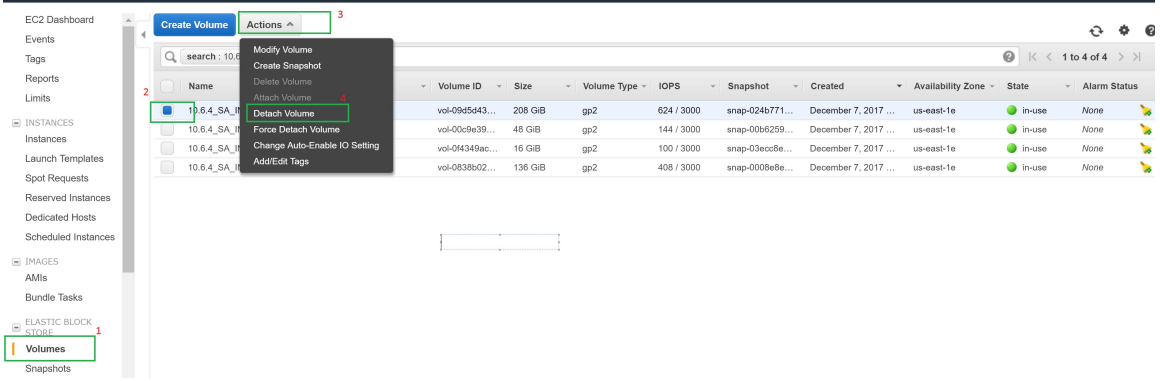 EC2 Dashboard
Events
Tags
Reports
Limits
INSTANCES
Instances
Launch Templates
Spot Requests
Reserved Instances
Dedicated Hosts
Scheduled Instances
IMAGES
AMIs
Bundle Tasks
ELASTIC BLOCK
STORE
1
Volumes
Snapshots
Create Volume Actions 3
search : 10.6 1 to 4 of 4
Modify Volume
Create Snapshot
Delete Volume
Attach Volume 4
Detach Volume
Force Detach Volume
Change Auto-Enable IO Setting
Add/Edit Tags
2
Name Volume ID Size Volume Type IOPS Snapshot Created Availability Zone State Alarm Status
10.6.4_SA_I vol-09d5d43... 208 GiB gp2 624 / 3000 snap-024b771... December 7, 2017 ... us-east-1e in-use None
10.6.4_SA_I vol-00c9e39... 48 GiB gp2 144 / 3000 snap-00b6259... December 7, 2017 ... us-east-1e in-use None
10.6.4_SA_I vol-0f4349ac... 16 GiB gp2 100 / 3000 snap-03ecc8e... December 7, 2017 ... us-east-1e in-use None
10.6.4_SA_I vol-0838b02... 136 GiB gp2 408 / 3000 snap-0008e8e... December 7, 2017 ... us-east-1e in-use None